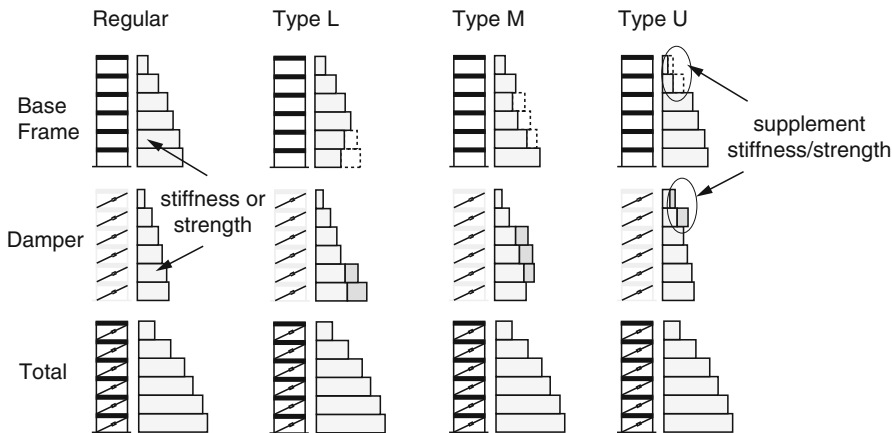 Regular
Type L
Type M
Type U
Base
Frame
supplement
stiffness/strength
stiffness or
strength
Damper
Total